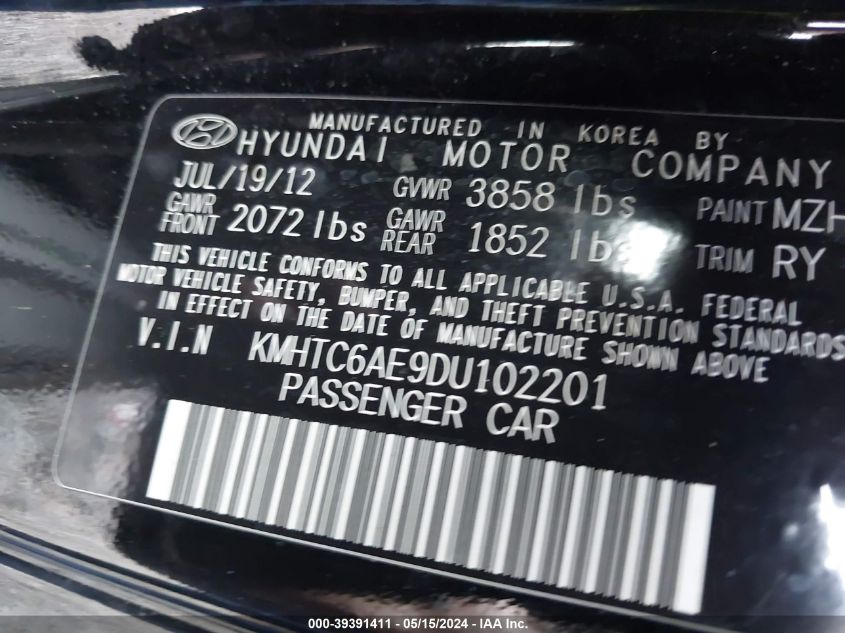 MANUFACTURED IN KOREA BY
HYUNDAI MOTOR COMPANY
JUL/19/12 GVWR 3858 lbs PAINT MZH
GAWR FRONT 2072 lbs GAWR REAR 1852 lbs TRIM RY
THIS VEHICLE CONFORMS TO ALL APPLICABLE U.S.A. FEDERAL
MOTOR VEHICLE SAFETY, BUMPER, AND THEFT PREVENTION STANDARDS
IN EFFECT ON THE DATE OF MANUFACTURE SHOWN ABOVE
V.I.N KMHTC6AE9DU102201
PASSENGER CAR
000-39391411 - 05/15/2024 - IAA, Inc.